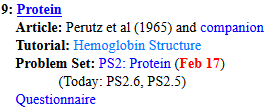 9: Protein
Article: Perutz et al (1965) and companion
Tutorial: Hemoglobin Structure
Problem Set: PS2: Protein (Feb 17)
(Today: PS2.6, PS2.5)
Questionnaire